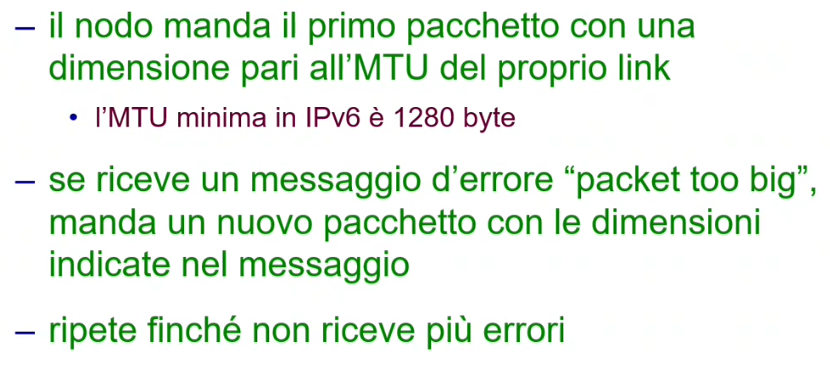 – il nodo manda il primo pacchetto con una
dimensione pari all’MTU del proprio link
• l’MTU minima in IPv6 è 1280 byte
– se riceve un messaggio d’errore “packet too big”,
manda un nuovo pacchetto con le dimensioni
indicate nel messaggio
– ripete finché non riceve più errori